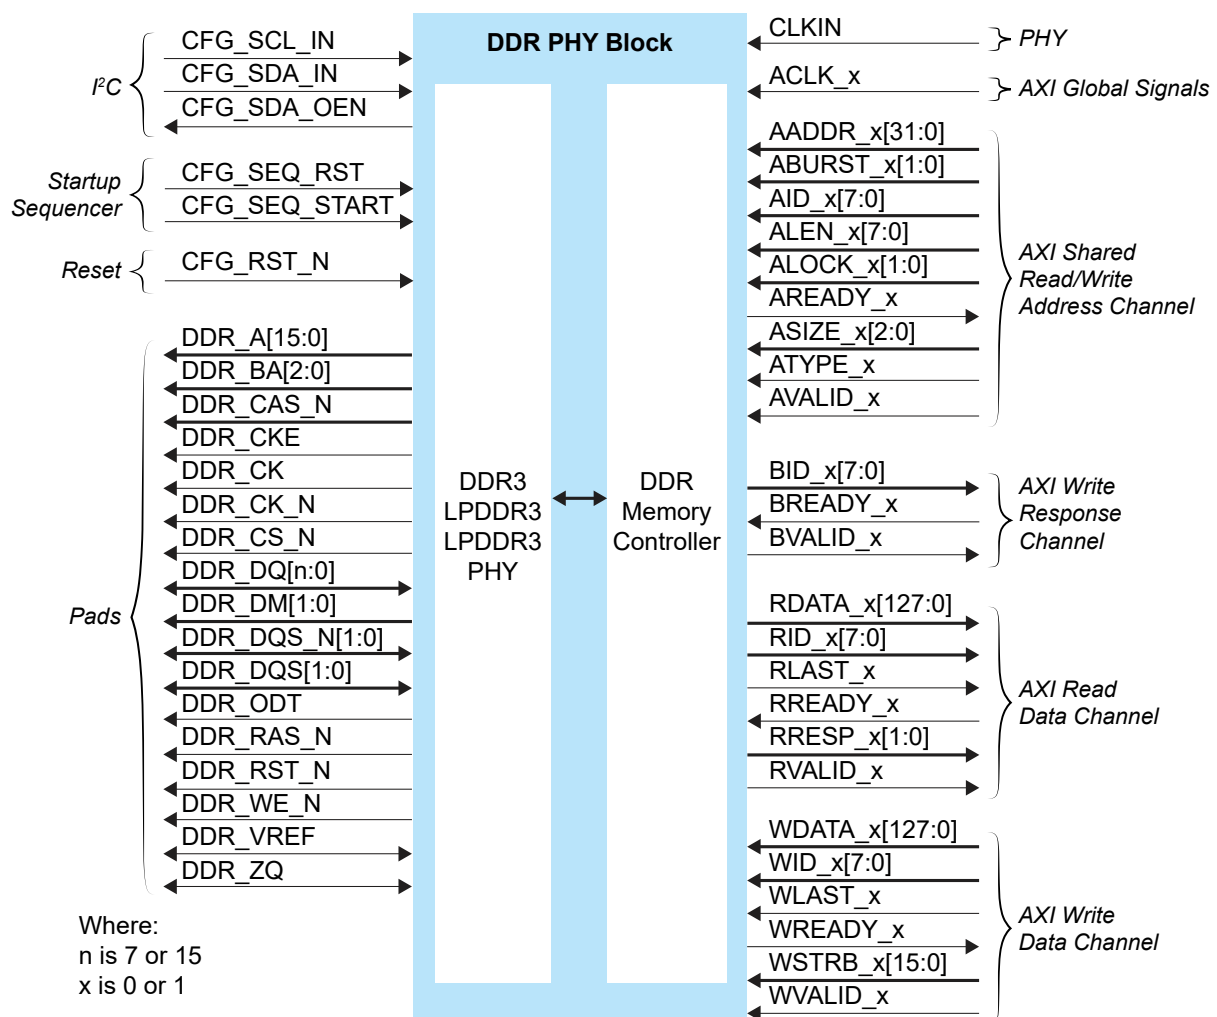 DDR PHY Block
I²C
CFG_SCL_IN
CFG_SDA_IN
CFG_SDA_OEN
Startup
Sequencer
CFG_SEQ_RST
CFG_SEQ_START
Reset
CFG_RST_N
Pads
DDR_A[15:0]
DDR_BA[2:0]
DDR_CAS_N
DDR_CKE
DDR_CK
DDR_CK_N
DDR_CS_N
DDR_DQ[n:0]
DDR_DM[1:0]
DDR_DQS_N[1:0]
DDR_DQS[1:0]
DDR_ODT
DDR_RAS_N
DDR_RST_N
DDR_WE_N
DDR_VREF
DDR_ZQ
Where:
n is 7 or 15
x is 0 or 1
DDR3
LPDDR3
LPDDR3
PHY
DDR
Memory
Controller
CLKIN
PHY
ACLK_x
AXI Global Signals
AADDR_x[31:0]
ABURST_x[1:0]
AID_x[7:0]
ALEN_x[7:0]
ALOCK_x[1:0]
AREADY_x
ASIZE_x[2:0]
ATYPE_x
AVALID_x
AXI Shared
Read/Write
Address Channel
BID_x[7:0]
BREADY_x
BVALID_x
AXI Write
Response
Channel
RDATA_x[127:0]
RID_x[7:0]
RLAST_x
RREADY_x
RRESP_x[1:0]
RVALID_x
AXI Read
Data Channel
WDATA_x[127:0]
WID_x[7:0]
WLAST_x
WREADY_x
WSTRB_x[15:0]
WVALID_x
AXI Write
Data Channel